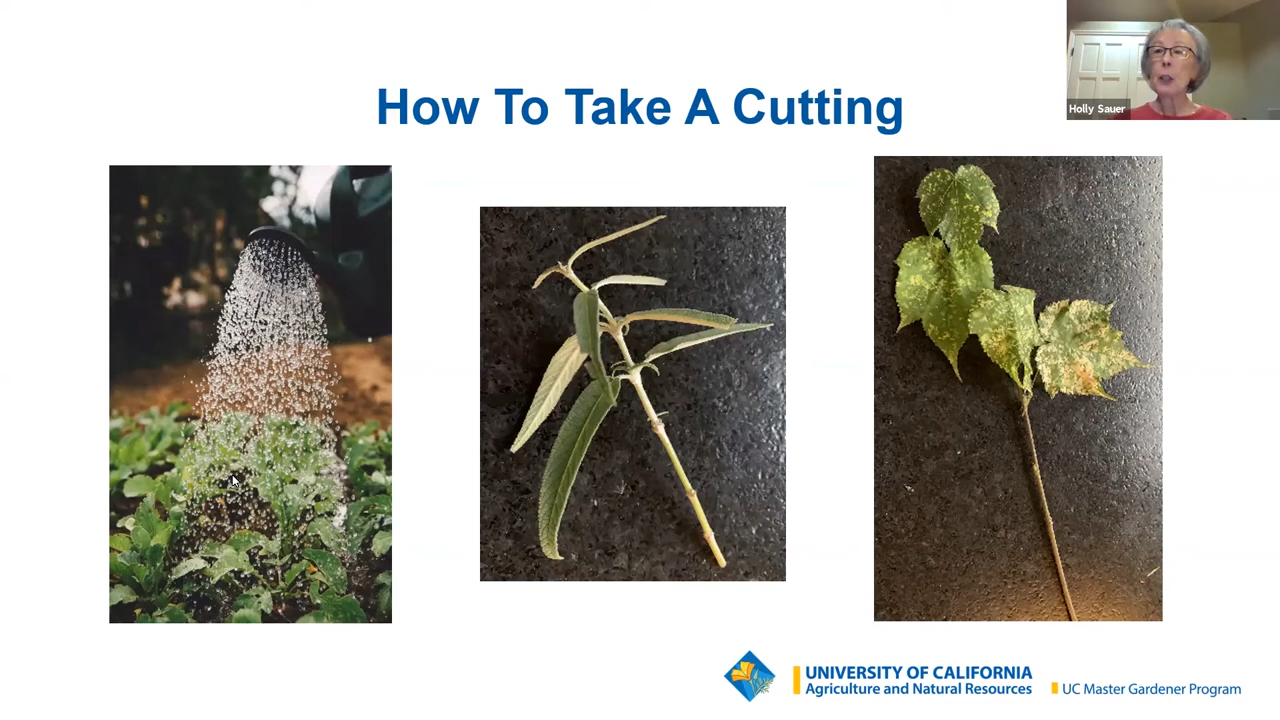 Holly Sauer
How To Take A Cutting
UNIVERSITY OF CALIFORNIA
Agriculture and Natural Resources
UC Master Gardener Program